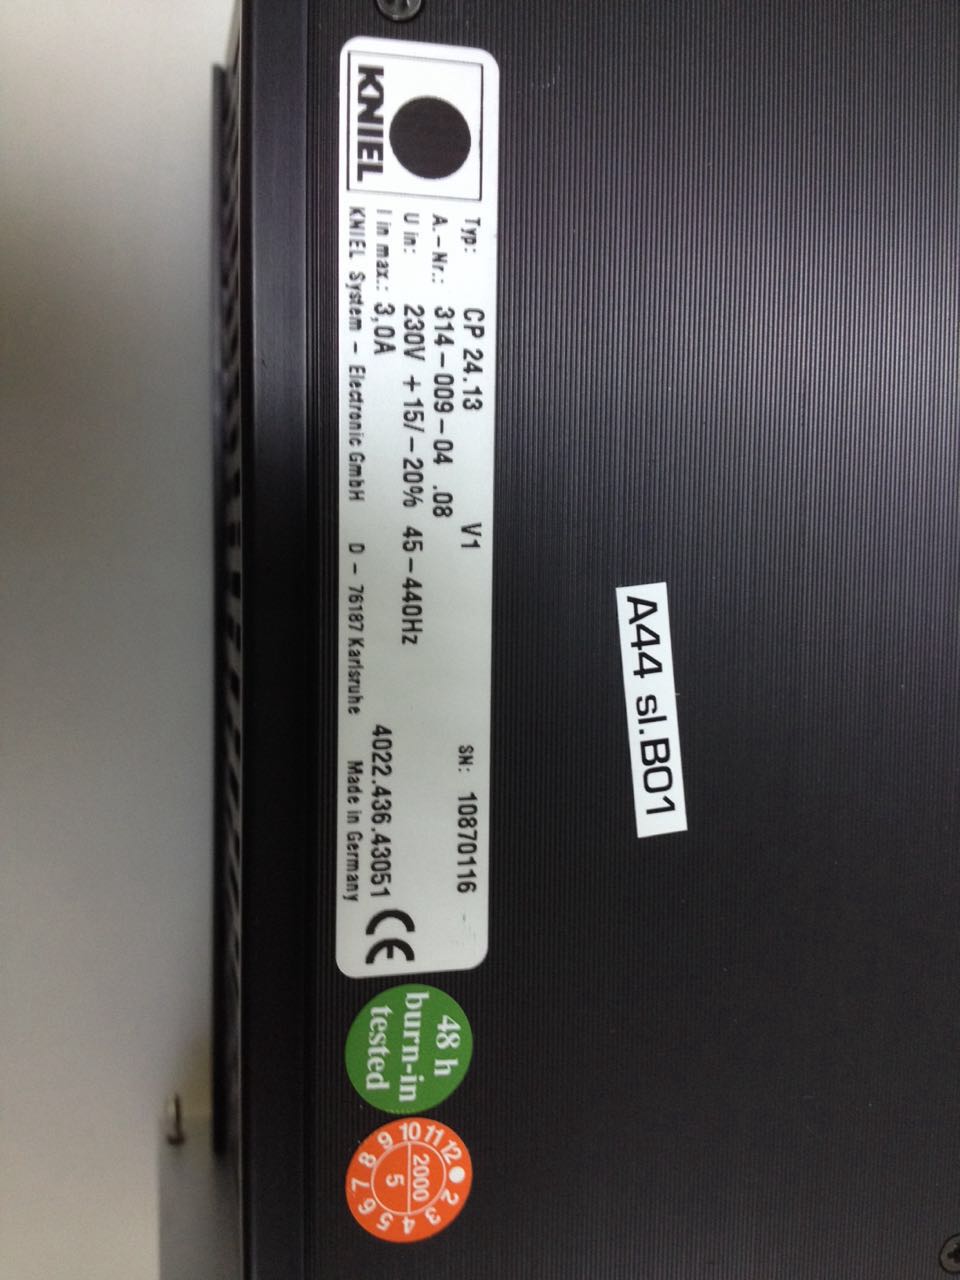 KNIEL
Typ: CP 24.13 V1 SN: 10870116
A.-Nr.: 314-009-04 .08
U in: 230V +15/-20% 45-440Hz
I in max.: 3,0A 4022.436.43051 CE
KNIEL System - Electronic GmbH D - 76187 Karlsruhe Made in Germany
A44 sl.B01
48 h
burn-in
tested
2000
5
12 2 3 4 5 6 7 8 9 10 11